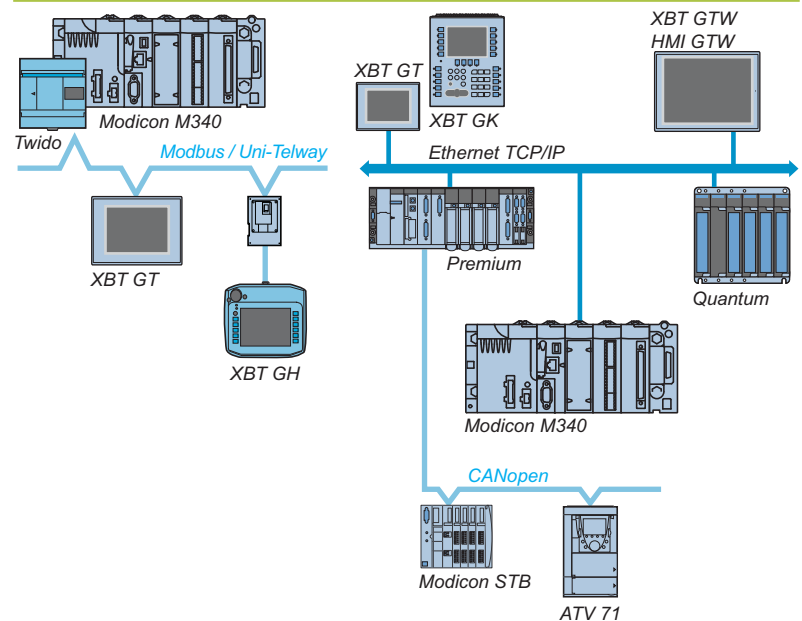 XBT GTW
HMI GTW
XBT GT
XBT GK
Modicon M340
Twido
Modbus / Uni-Telway
Ethernet TCP/IP
XBT GT
Premium
Quantum
XBT GH
Modicon M340
CANopen
Modicon STB
ATV 71